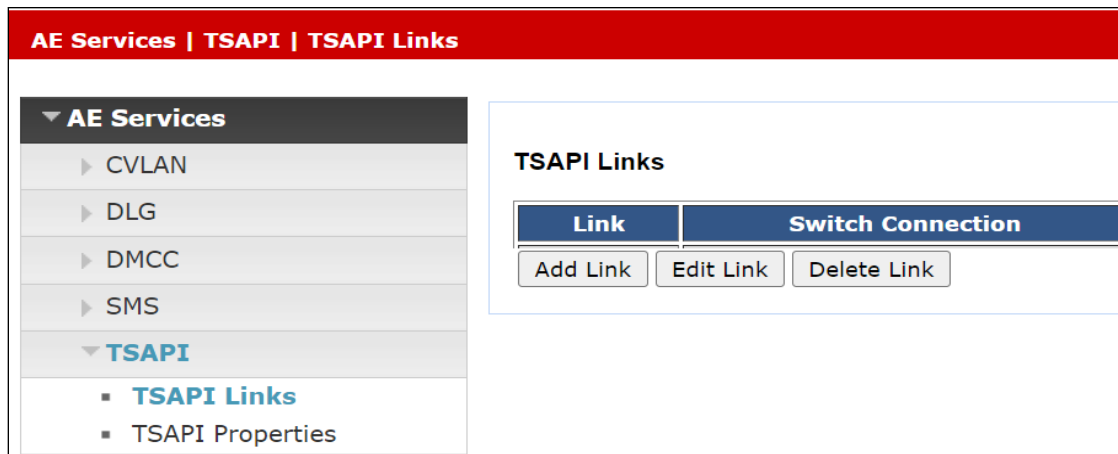 AE Services | TSAPI | TSAPI Links
AE Services
CVLAN
DLG
DMCC
SMS
TSAPI
TSAPI Links
TSAPI Properties
TSAPI Links
Link Switch Connection
Add Link Edit Link Delete Link